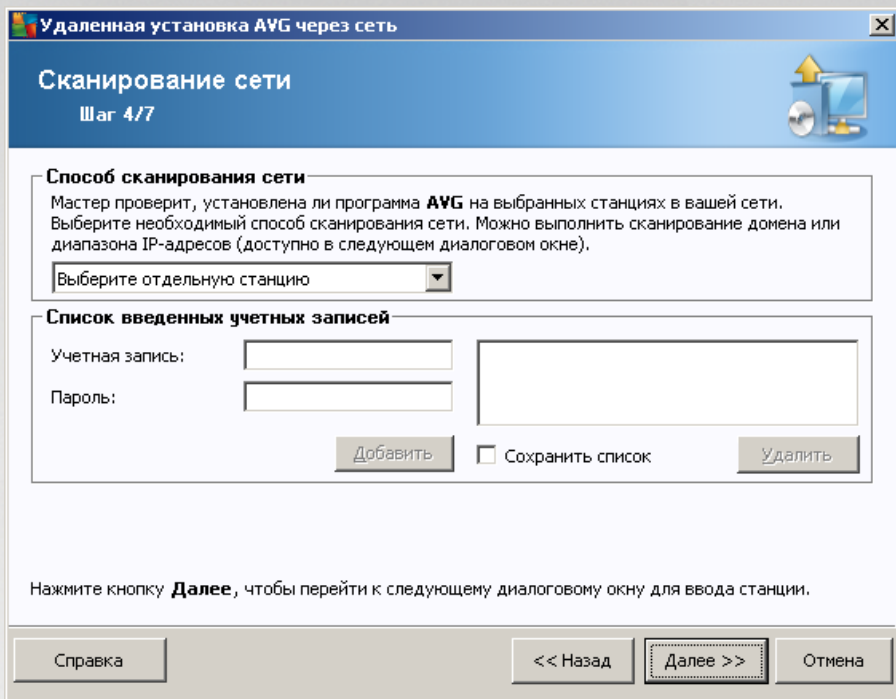 Удаленная установка AVG через сеть
Сканирование сети
Шаг 4/7
Способ сканирования сети
Мастер проверит, установлена ли программа AVG на выбранных станциях в вашей сети.
Выберите необходимый способ сканирования сети. Можно выполнить сканирование домена или
диапазона IP-адресов (доступно в следующем диалоговом окне).
Выберите отдельную станцию
Список введенных учетных записей
Учетная запись:
Пароль:
Добавить
Сохранить список
Удалить
Нажмите кнопку Далее, чтобы перейти к следующему диалоговому окну для ввода станции.
Справка
<< Назад
Далее >>
Отмена